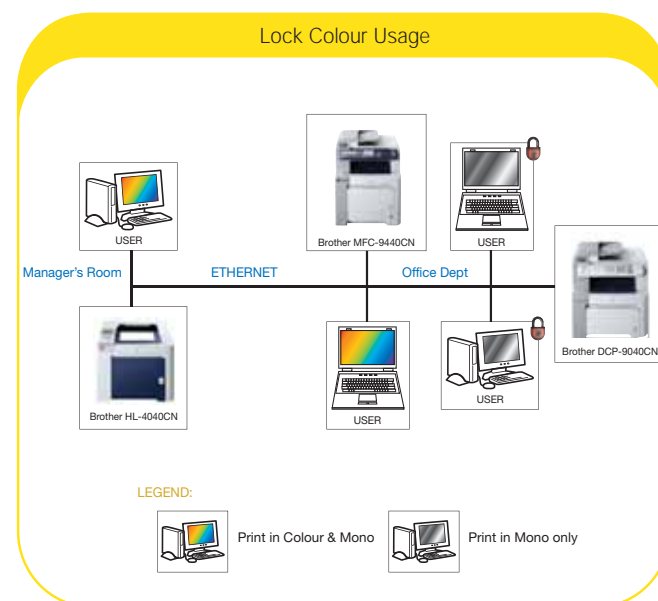 Lock Colour Usage
USER
Brother MFC-9440CN
USER
Manager's Room
ETHERNET
Office Dept
Brother HL-4040CN
USER
USER
Brother DCP-9040CN
LEGEND:
Print in Colour & Mono
Print in Mono only